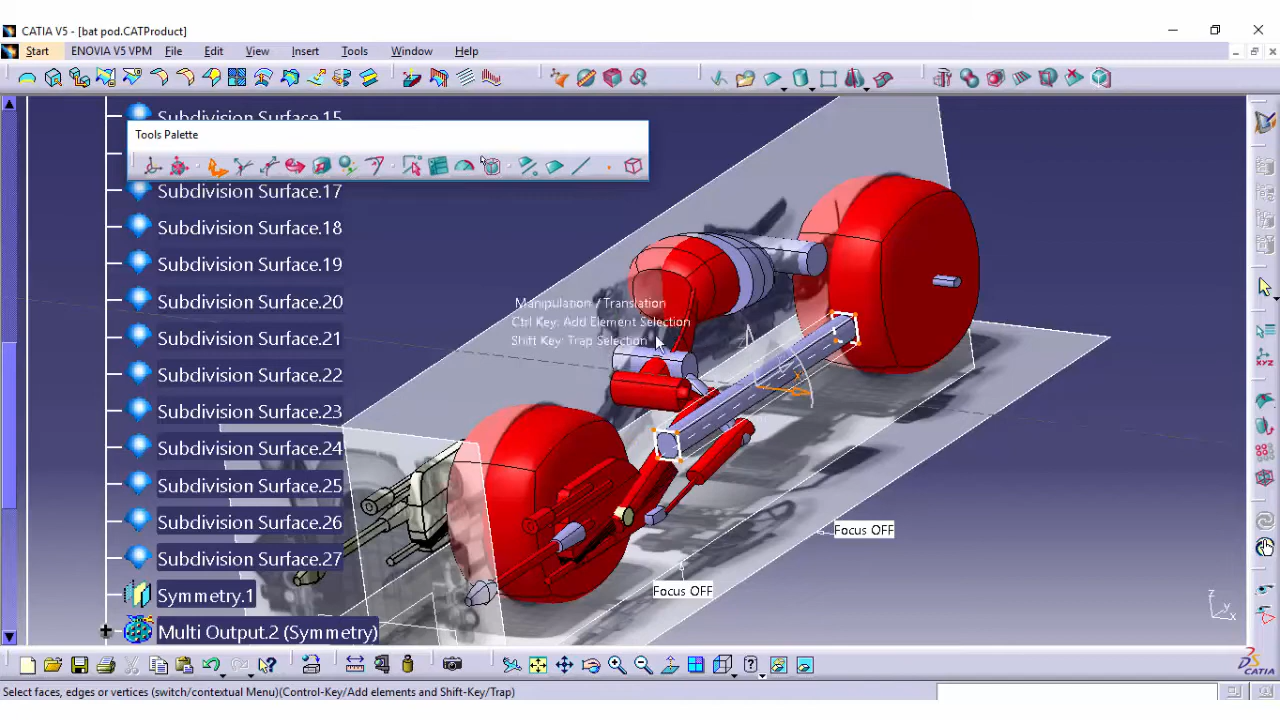 CATIA V5 - [bat pod.CATProduct]
Start ENOVIA V5 VPM File Edit View Insert Tools Window Help
Subdivision Surface.15
Tools Palette
Subdivision Surface.17
Subdivision Surface.18
Subdivision Surface.19
Subdivision Surface.20
Subdivision Surface.21
Subdivision Surface.22
Subdivision Surface.23
Subdivision Surface.24
Subdivision Surface.25
Subdivision Surface.26
Subdivision Surface.27
Symmetry.1
Multi Output.2 (Symmetry)
Manipulation / Translation
Ctrl Key: Add Element Selection
Shift Key: Trap Selection
Focus OFF
Focus OFF
z
y
x
CATIA
Select faces, edges or vertices (switch/contextual Menu)(Control-Key/Add elements and Shift-Key/Trap)